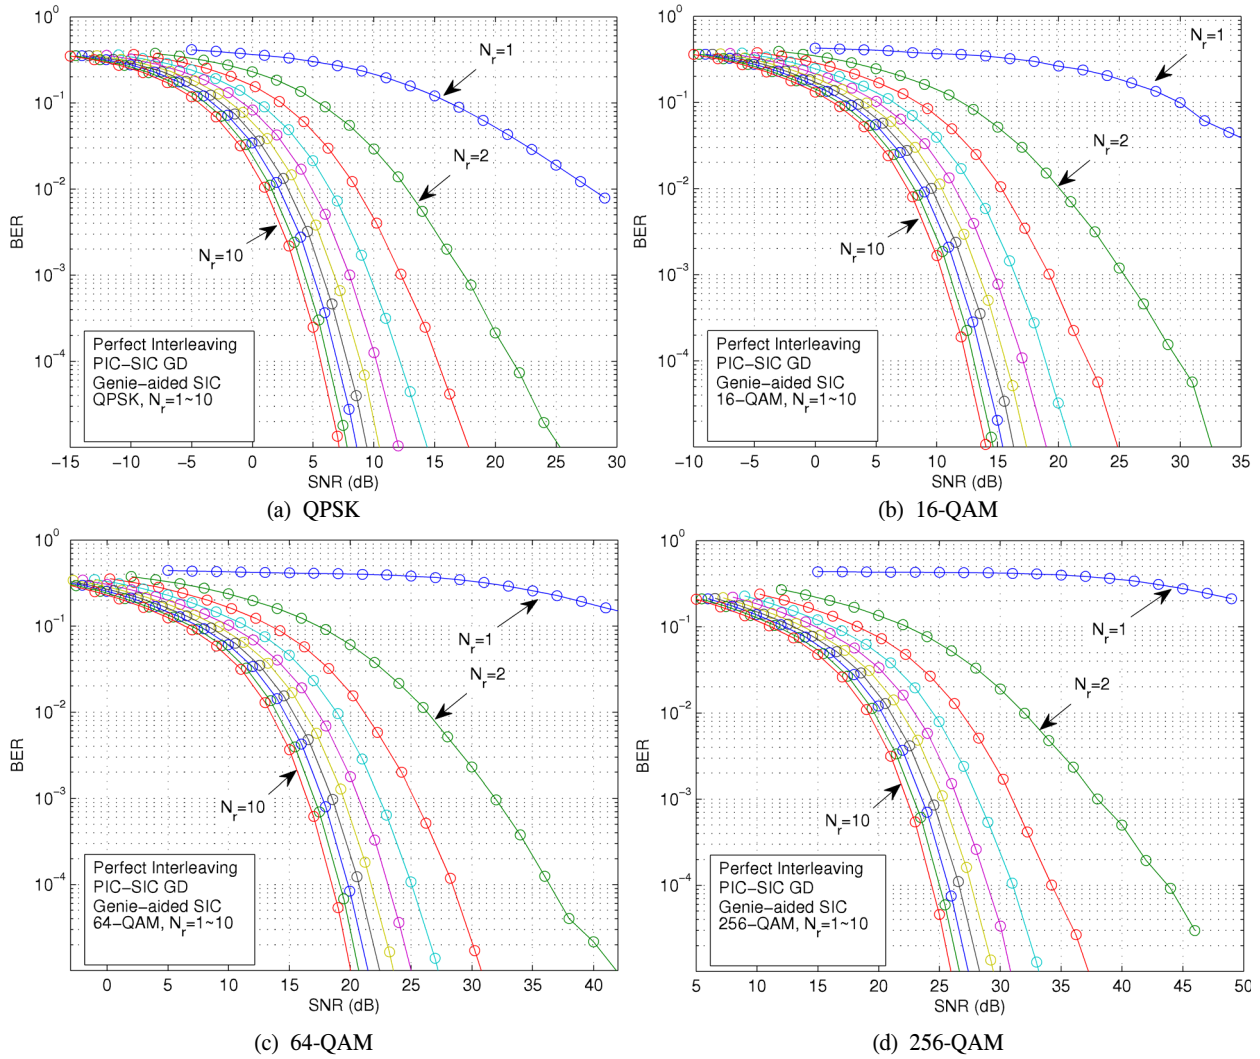 10^0
10^-1
10^-2
10^-3
10^-4
BER
N_r=1
N_r=2
N_r=10
Perfect Interleaving
PIC-SIC GD
Genie-aided SIC
QPSK, N_r=1~10
-15 -10 -5 0 5 10 15 20 25 30
SNR (dB)
(a) QPSK
10^0
10^-1
10^-2
10^-3
10^-4
BER
N_r=1
N_r=2
N_r=10
Perfect Interleaving
PIC-SIC GD
Genie-aided SIC
16-QAM, N_r=1~10
-10 -5 0 5 10 15 20 25 30 35
SNR (dB)
(b) 16-QAM
10^0
10^-1
10^-2
10^-3
10^-4
BER
N_r=1
N_r=2
N_r=10
Perfect Interleaving
PIC-SIC GD
Genie-aided SIC
64-QAM, N_r=1~10
0 5 10 15 20 25 30 35 40
SNR (dB)
(c) 64-QAM
10^0
10^-1
10^-2
10^-3
10^-4
BER
N_r=1
N_r=2
N_r=10
Perfect Interleaving
PIC-SIC GD
Genie-aided SIC
256-QAM, N_r=1~10
5 10 15 20 25 30 35 40 45 50
SNR (dB)
(d) 256-QAM